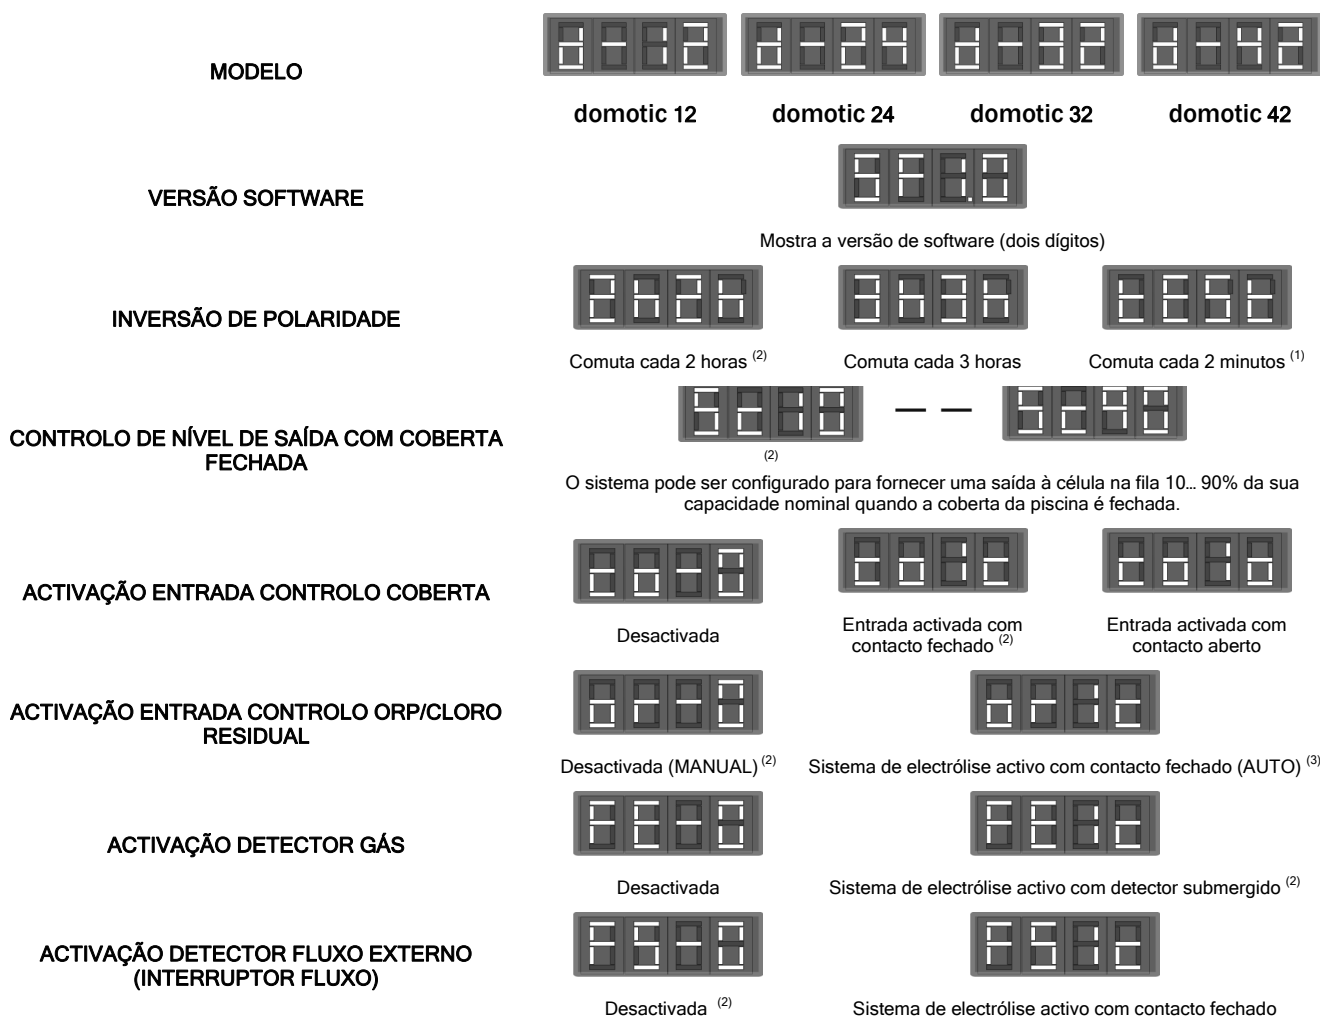 MODELO
domotic 12 domotic 24 domotic 32 domotic 42
VERSÃO SOFTWARE
Mostra a versão de software (dois dígitos)
INVERSÃO DE POLARIDADE
Comuta cada 2 horas (2) Comuta cada 3 horas Comuta cada 2 minutos (1)
CONTROLO DE NÍVEL DE SAÍDA COM COBERTA
FECHADA
— —
(2)
O sistema pode ser configurado para fornecer uma saída à célula na fila 10... 90% da sua
capacidade nominal quando a coberta da piscina é fechada.
ACTIVAÇÃO ENTRADA CONTROLO COBERTA
Desactivada
Entrada activada com
contacto fechado (2)
Entrada activada com
contacto aberto
ACTIVAÇÃO ENTRADA CONTROLO ORP/CLORO
RESIDUAL
Desactivada (MANUAL) (2) Sistema de electrólise activo com contacto fechado (AUTO) (3)
ACTIVAÇÃO DETECTOR GÁS
Desactivada Sistema de electrólise activo com detector submergido (2)
ACTIVAÇÃO DETECTOR FLUXO EXTERNO
(INTERRUPTOR FLUXO)
Desactivada (2) Sistema de electrólise activo com contacto fechado